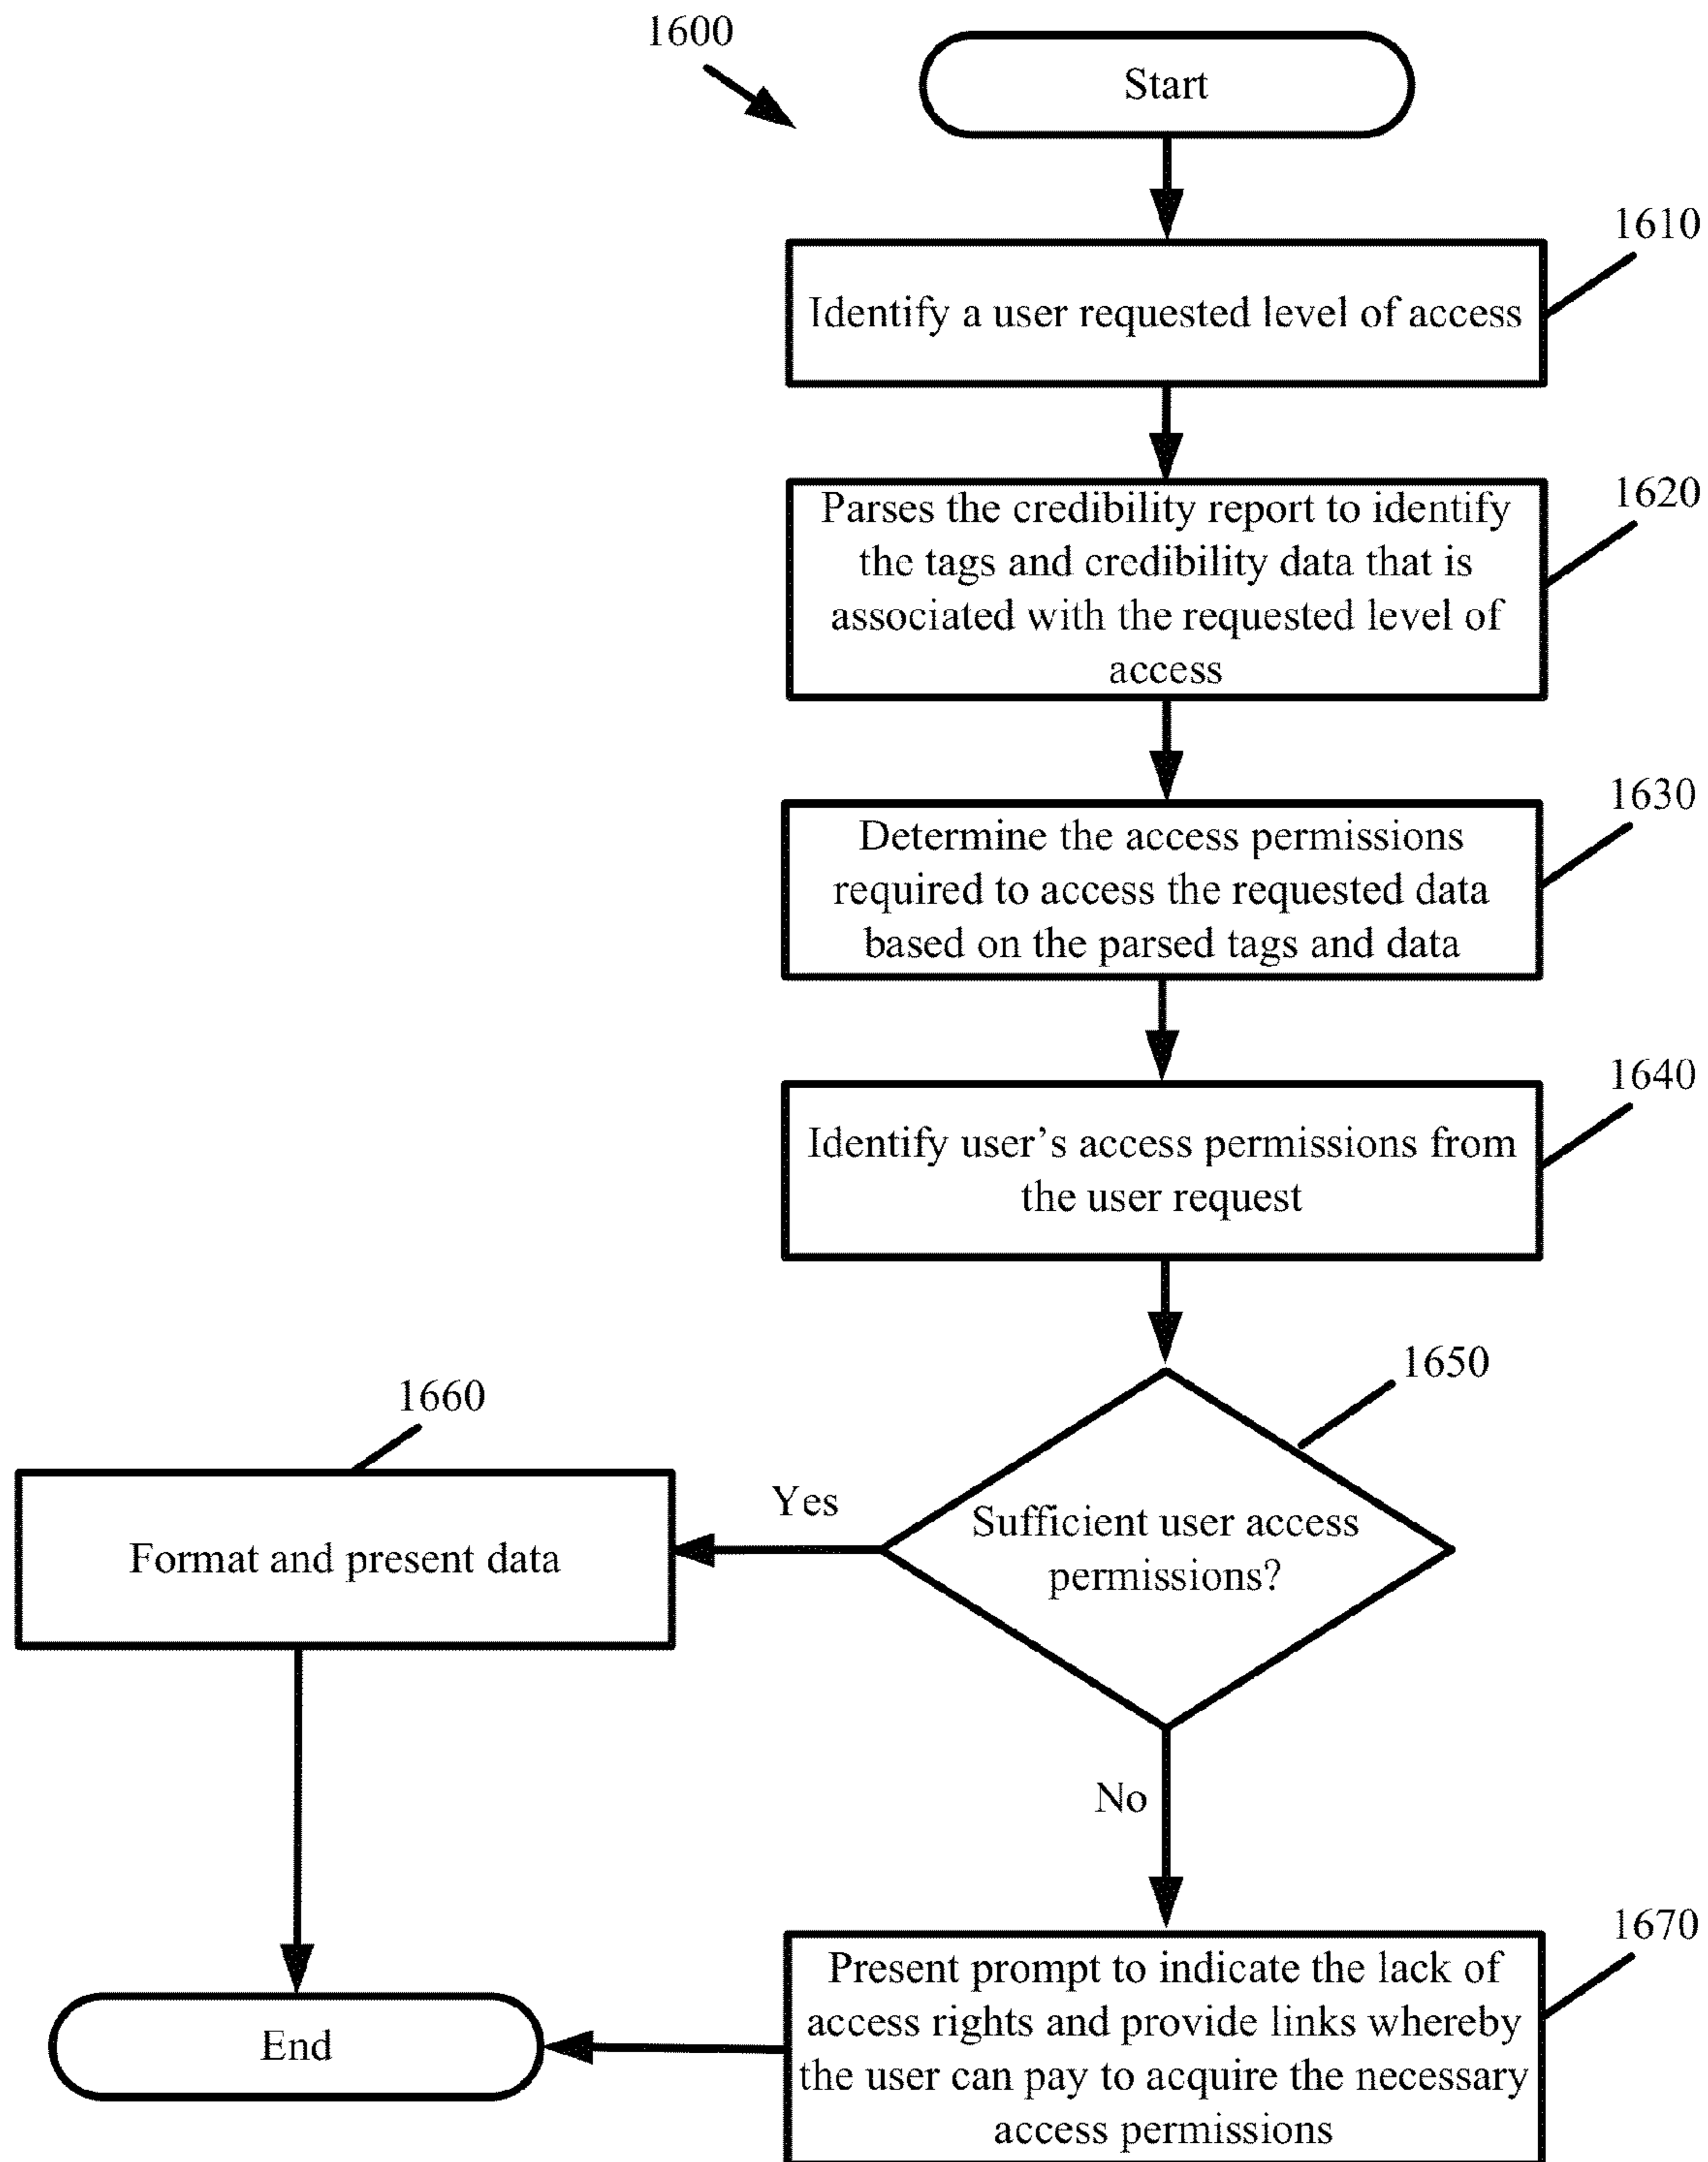 1600
Start
1610
Identify a user requested level of access
1620
Parses the credibility report to identify
the tags and credibility data that is
associated with the requested level of
access
1630
Determine the access permissions
required to access the requested data
based on the parsed tags and data
1640
Identify user's access permissions from
the user request
1650
Sufficient user access
permissions?
Yes
1660
Format and present data
No
1670
Present prompt to indicate the lack of
access rights and provide links whereby
the user can pay to acquire the necessary
access permissions
End